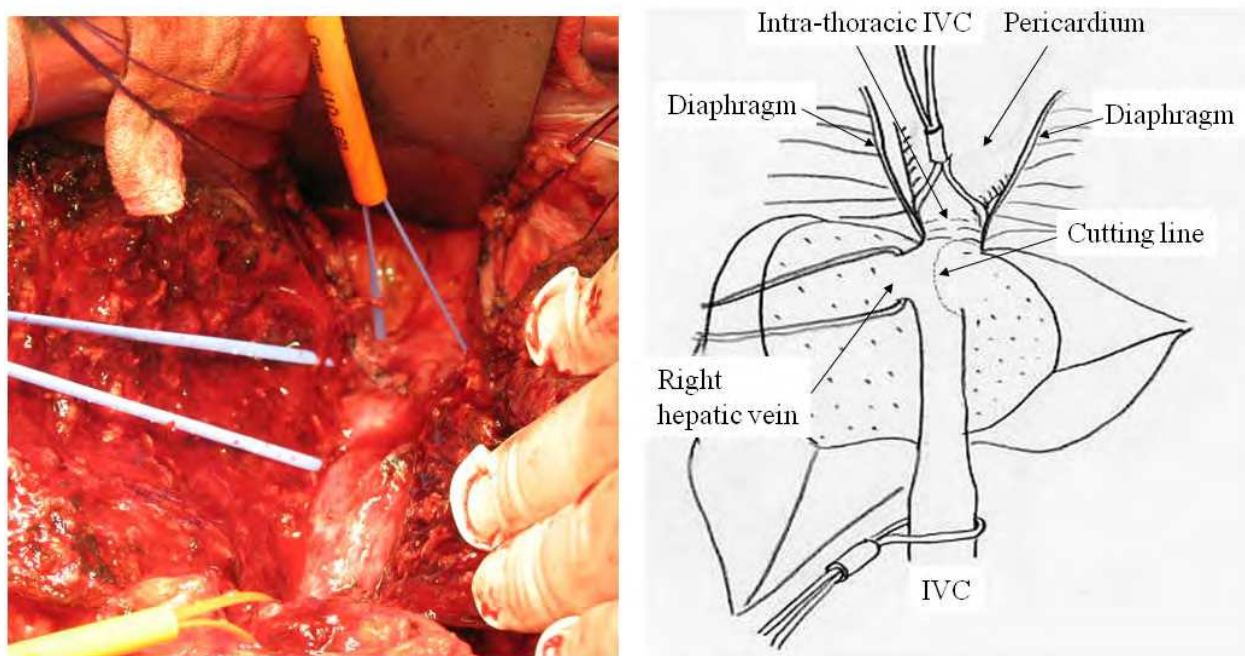 Intra-thoracic IVC
Pericardium
Diaphragm
Diaphragm
Cutting line
Right
hepatic vein
IVC